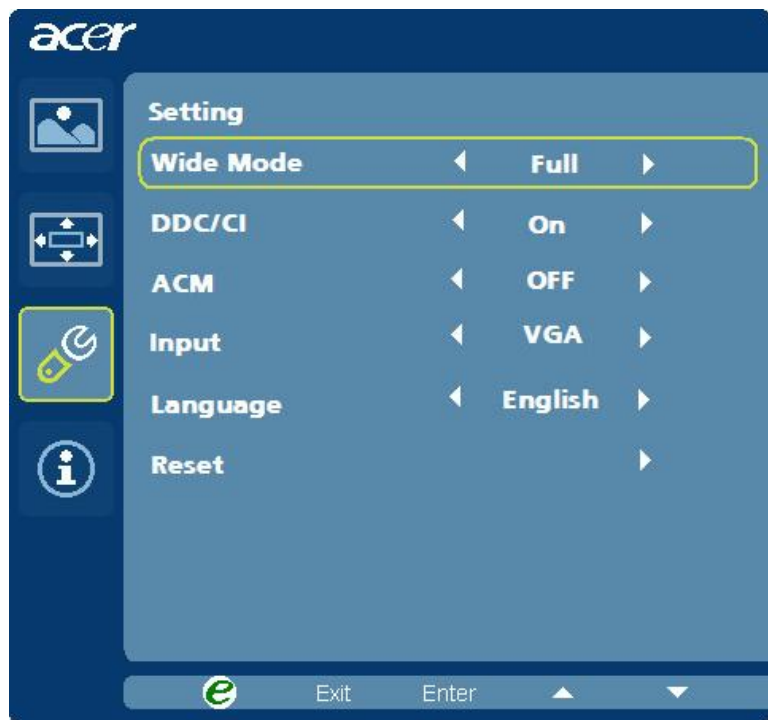 acer
Setting
Wide Mode Full
DDC/CI On
ACM OFF
Input VGA
Language English
Reset
e Exit Enter